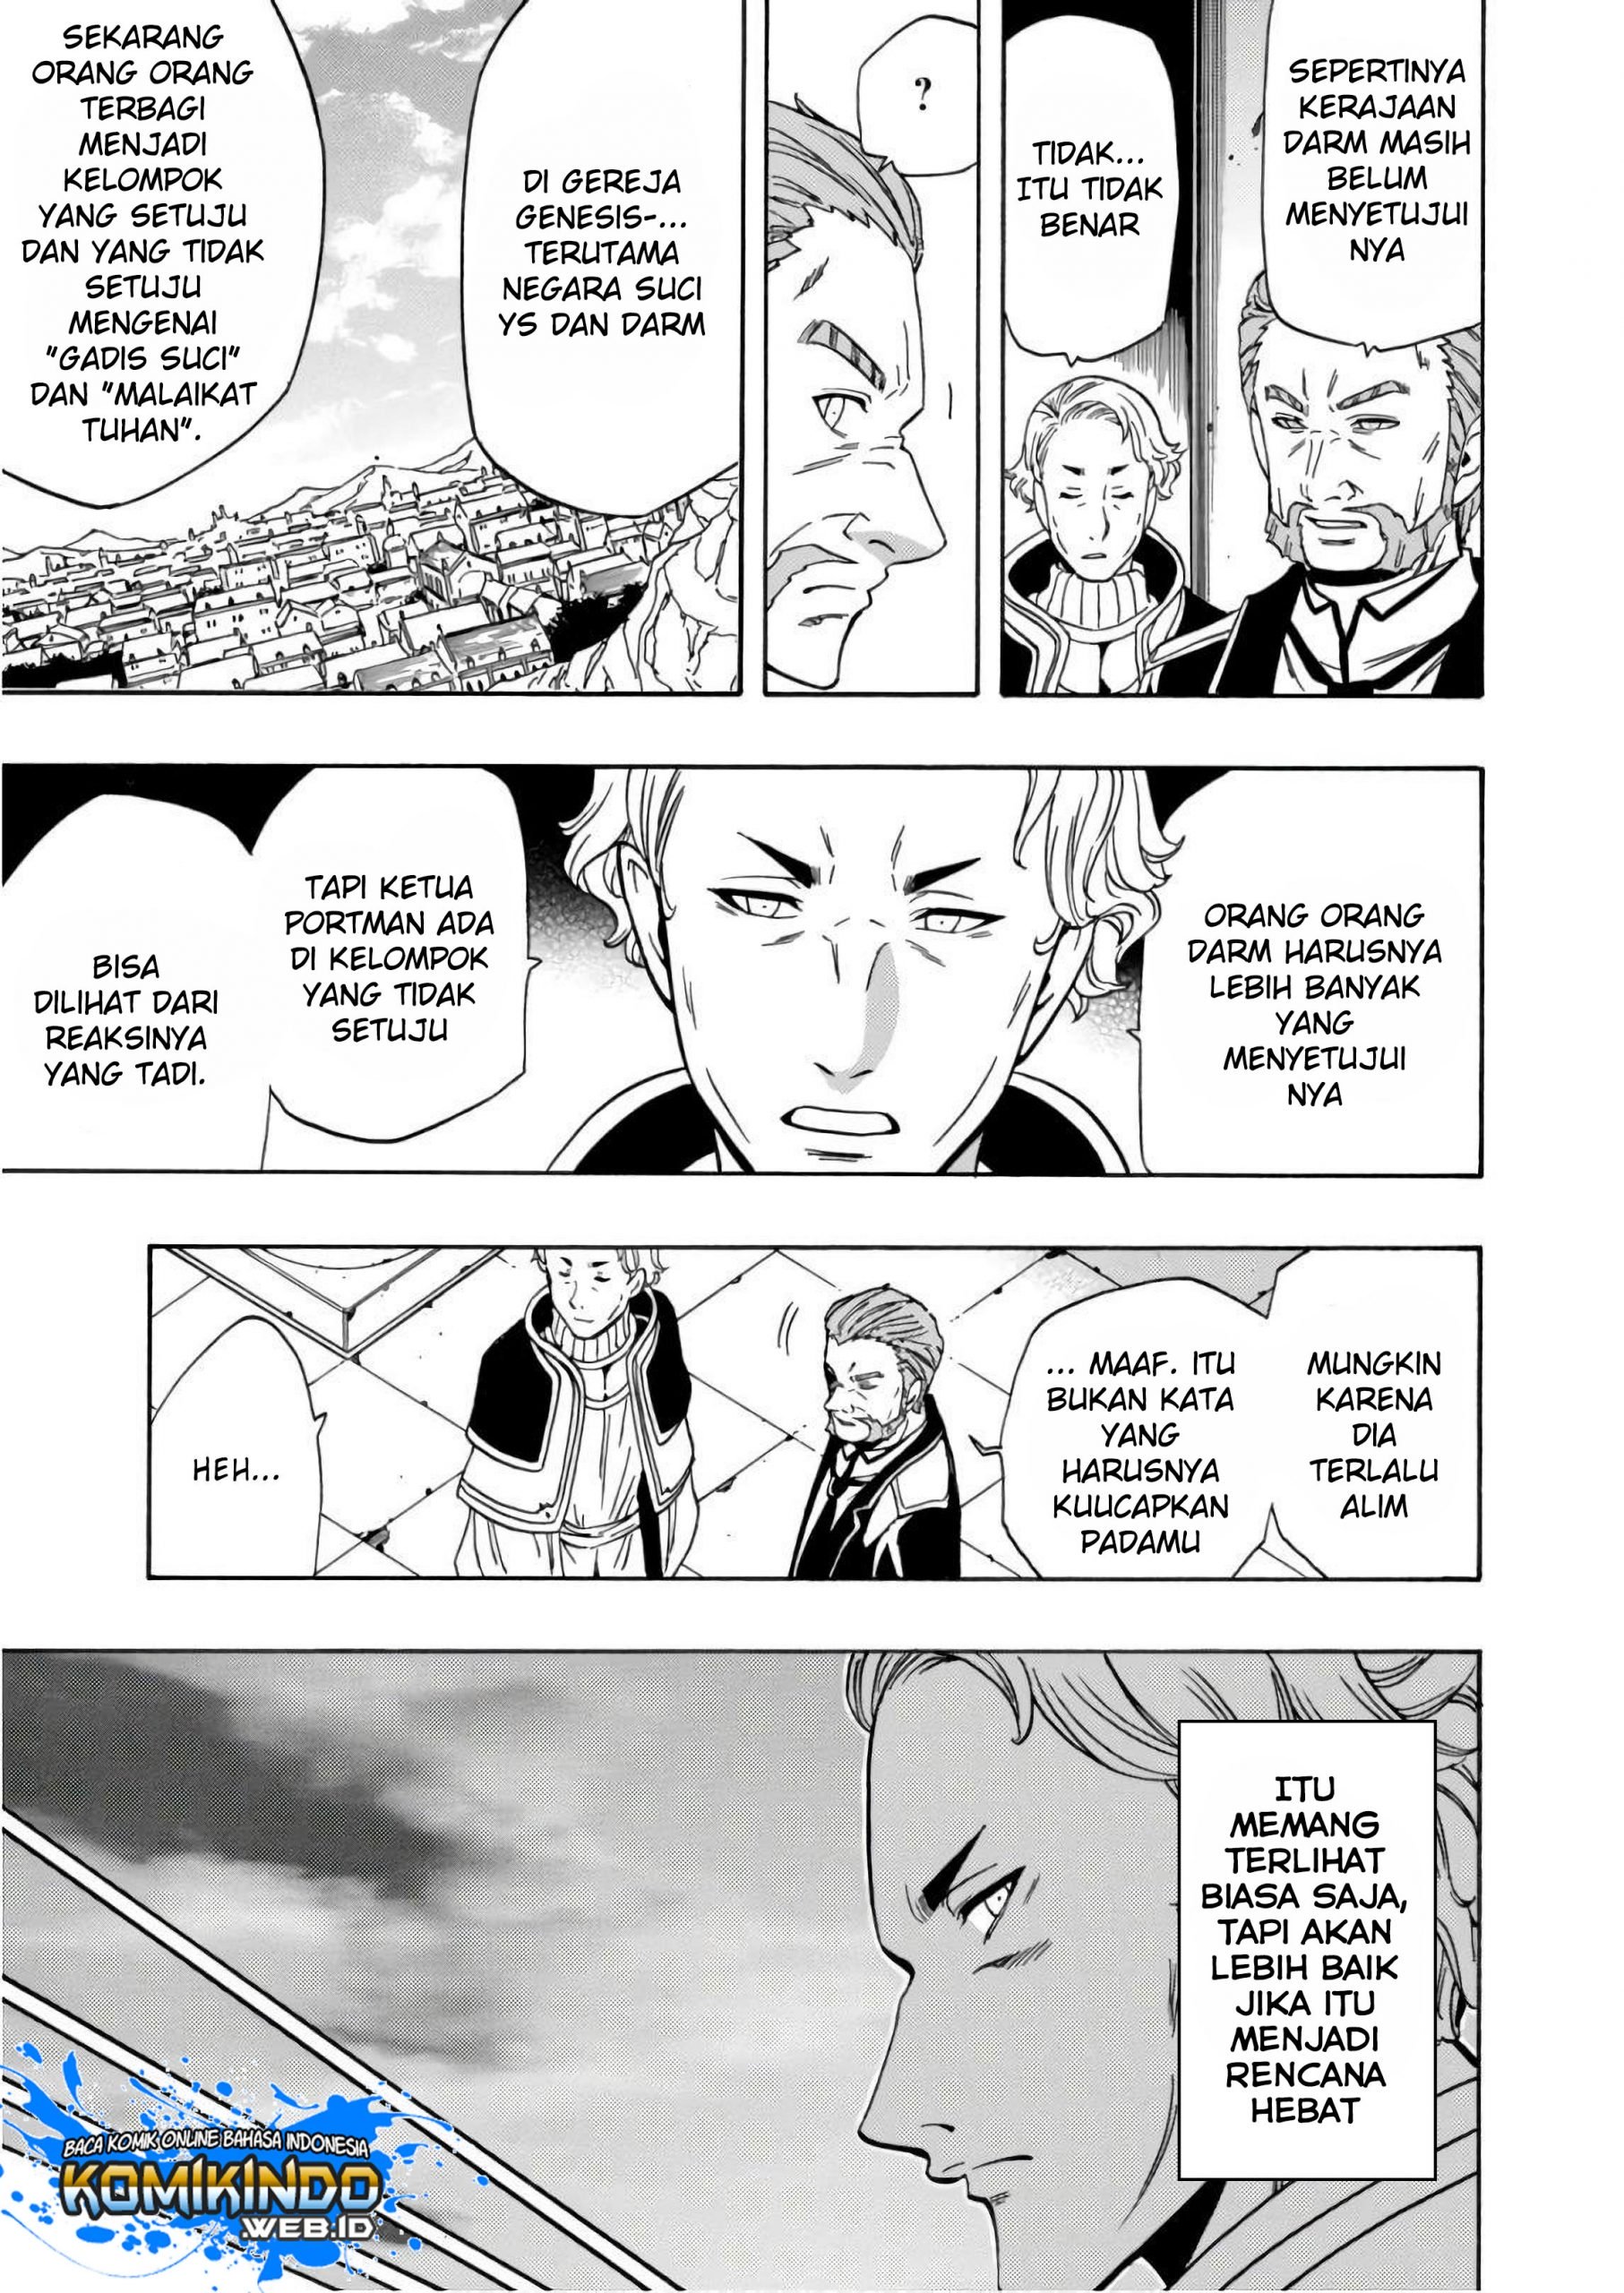 SEPERTINYA
KERAJAAN
DARM MASIH
BELUM
MENYETUJUI
NYA
TIDAK...
ITU TIDAK
BENAR
?
DI GEREJA
GENESIS-...
TERUTAMA
NEGARA SUCI
YS DAN DARM
SEKARANG
ORANG ORANG
TERBAGI
MENJADI
KELOMPOK
YANG SETUJU
DAN YANG TIDAK
SETUJU
MENGENAI
"GADIS SUCI"
DAN "MALAIKAT
TUHAN".
ORANG ORANG
DARM HARUSNYA
LEBIH BANYAK
YANG
MENYETUJUI
NYA
TAPI KETUA
PORTMAN ADA
DI KELOMPOK
YANG TIDAK
SETUJU
BISA
DILIHAT DARI
REAKSINYA
YANG TADI.
MUNGKIN
KARENA
DIA
TERLALU
ALIM
... MAAF. ITU
BUKAN KATA
YANG
HARUSNYA
KUUCAPKAN
PADAMU
HEH...
ITU
MEMANG
TERLIHAT
BIASA SAJA,
TAPI AKAN
LEBIH BAIK
JIKA ITU
MENJADI
RENCANA
HEBAT
BACA KOMIK ONLINE BAHASA INDONESIA
KOMIKINDO
.WEB.ID